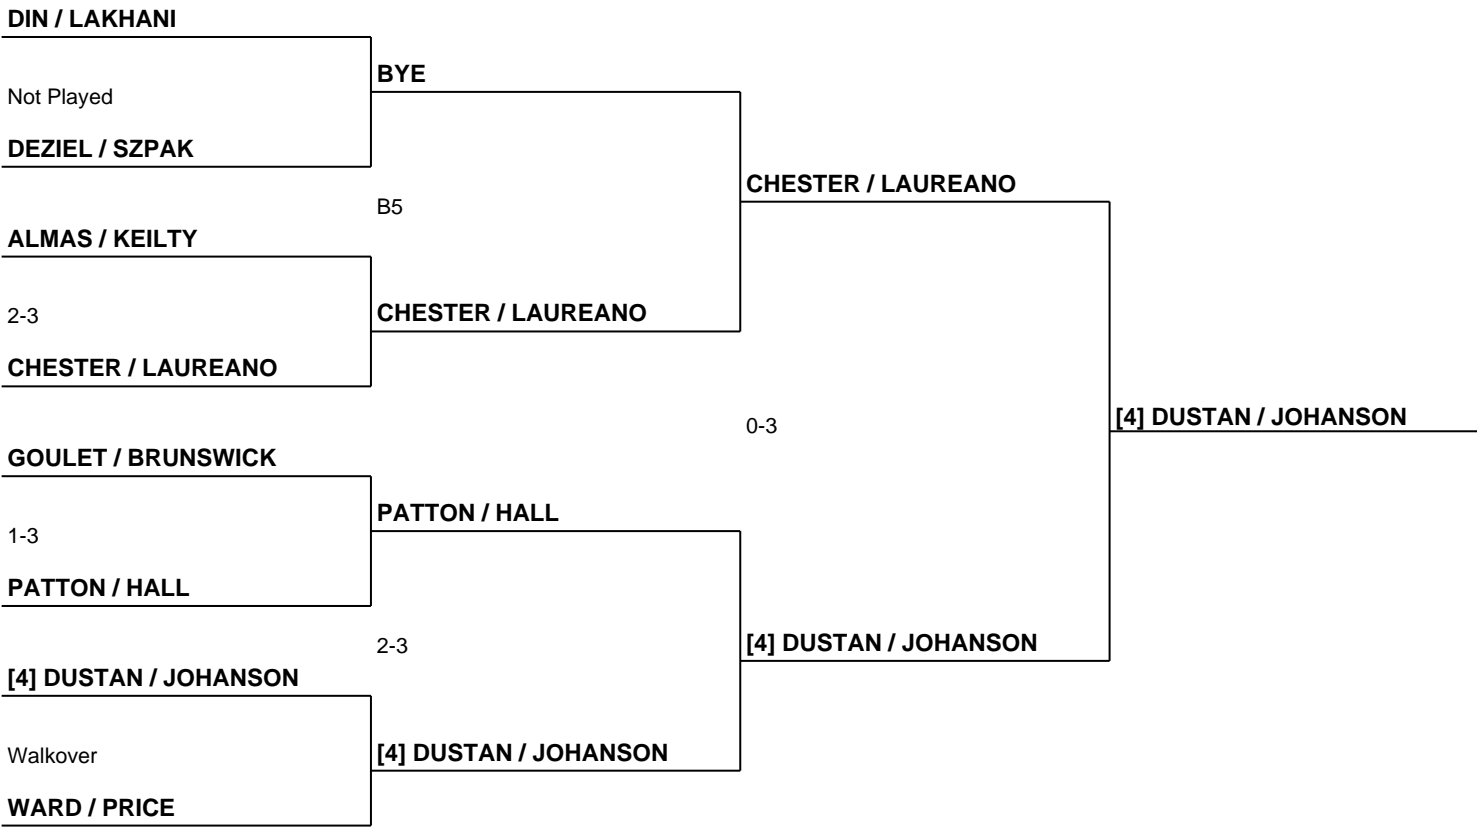 DIN / LAKHANI
Not Played
DEZIEL / SZPAK
ALMAS / KEILTY
2-3
CHESTER / LAUREANO
GOULET / BRUNSWICK
1-3
PATTON / HALL
[4] DUSTAN / JOHANSON
Walkover
WARD / PRICE
BYE
B5
CHESTER / LAUREANO
PATTON / HALL
2-3
[4] DUSTAN / JOHANSON
CHESTER / LAUREANO
0-3
[4] DUSTAN / JOHANSON
[4] DUSTAN / JOHANSON